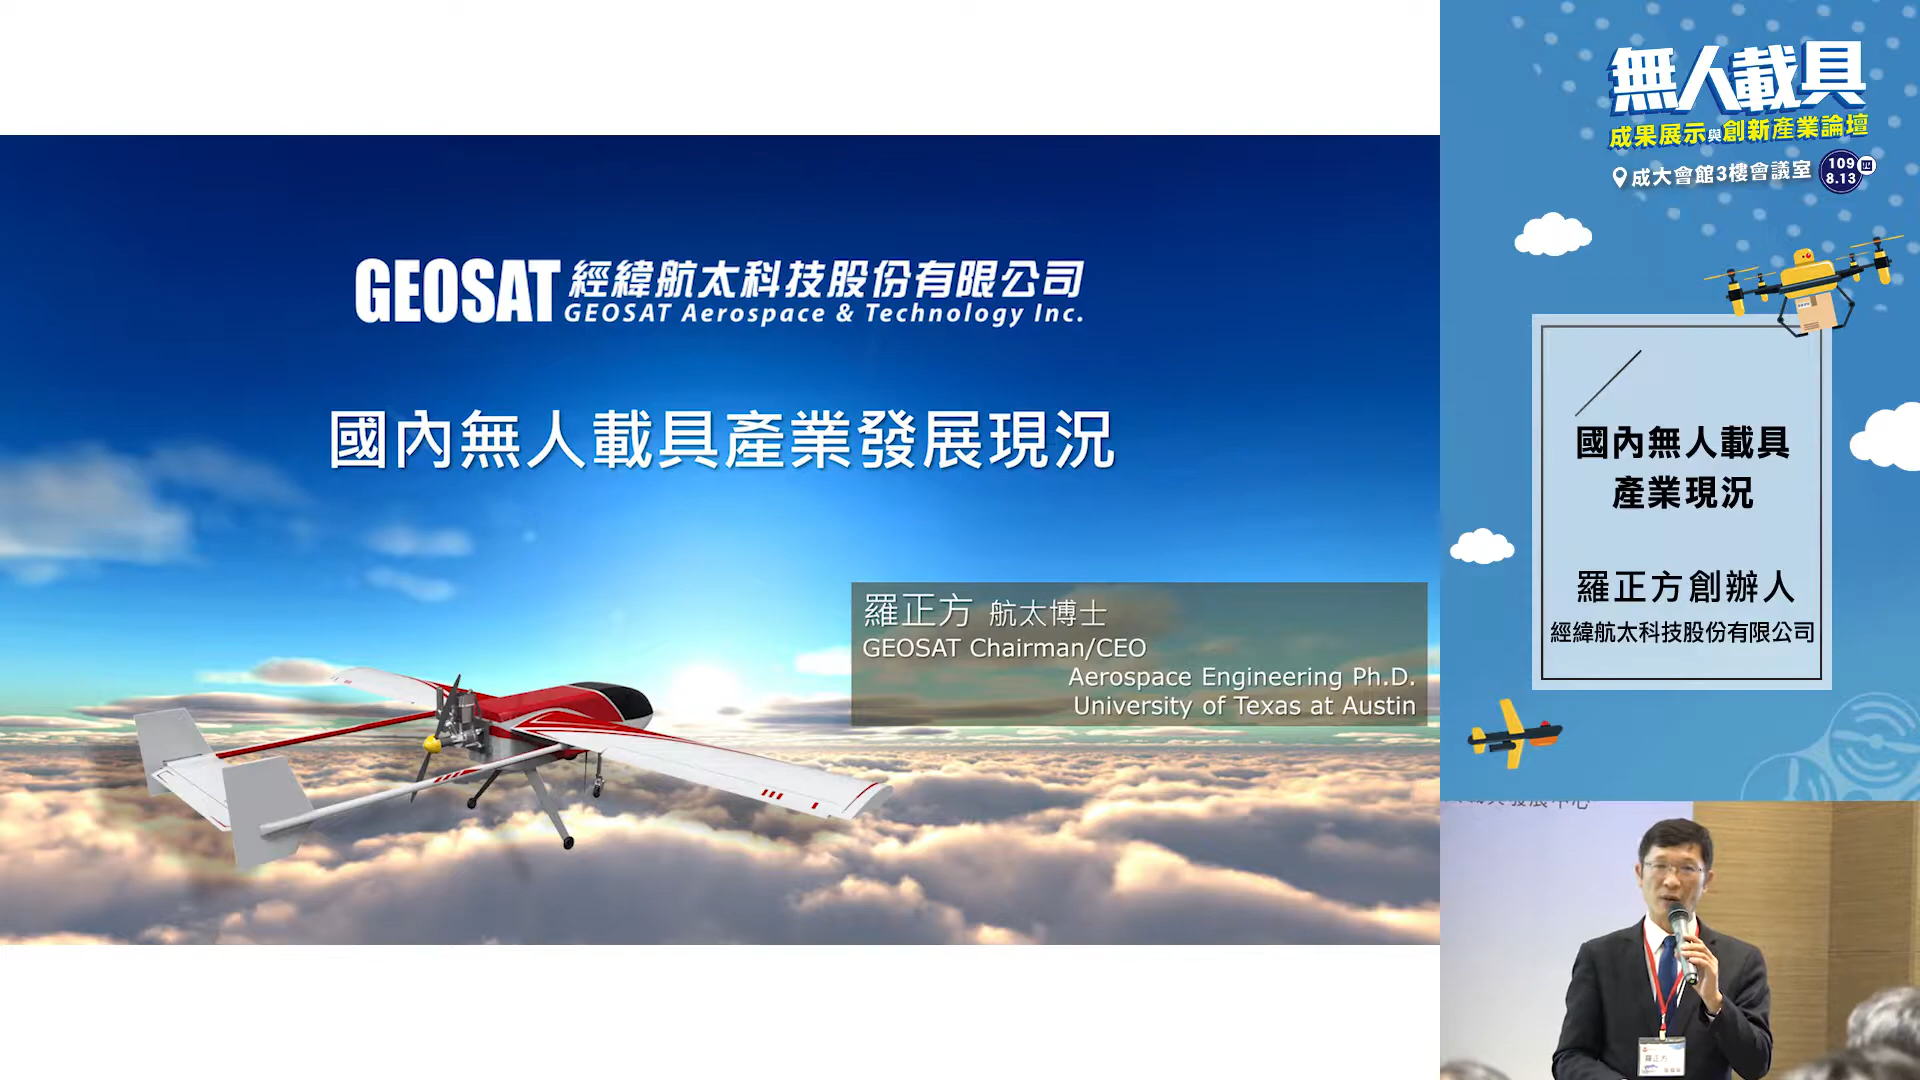 GEOSAT 經緯航太科技股份有限公司
GEOSAT Aerospace & Technology Inc.
國內無人載具產業發展現況
羅正方 航太博士
GEOSAT Chairman/CEO
Aerospace Engineering Ph.D.
University of Texas at Austin
無人載具
成果展示與創新產業論壇
成大會館3樓會議室
109
8.13
四
國內無人載具
產業現況
羅正方創辦人
經緯航太科技股份有限公司
羅正方